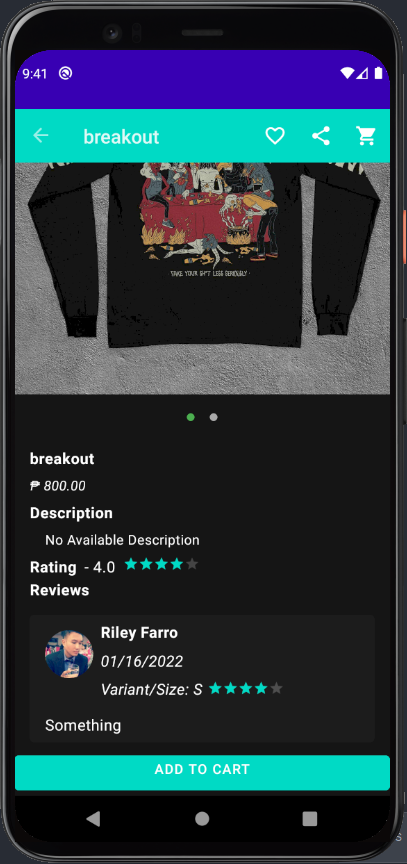 9:41
breakout
TAKE YOUR SH*T LESS SERIOUSLY
breakout
₱ 800.00
Description
No Available Description
Rating - 4.0
Reviews
Riley Farro
01/16/2022
Variant/Size: S
Something
ADD TO CART